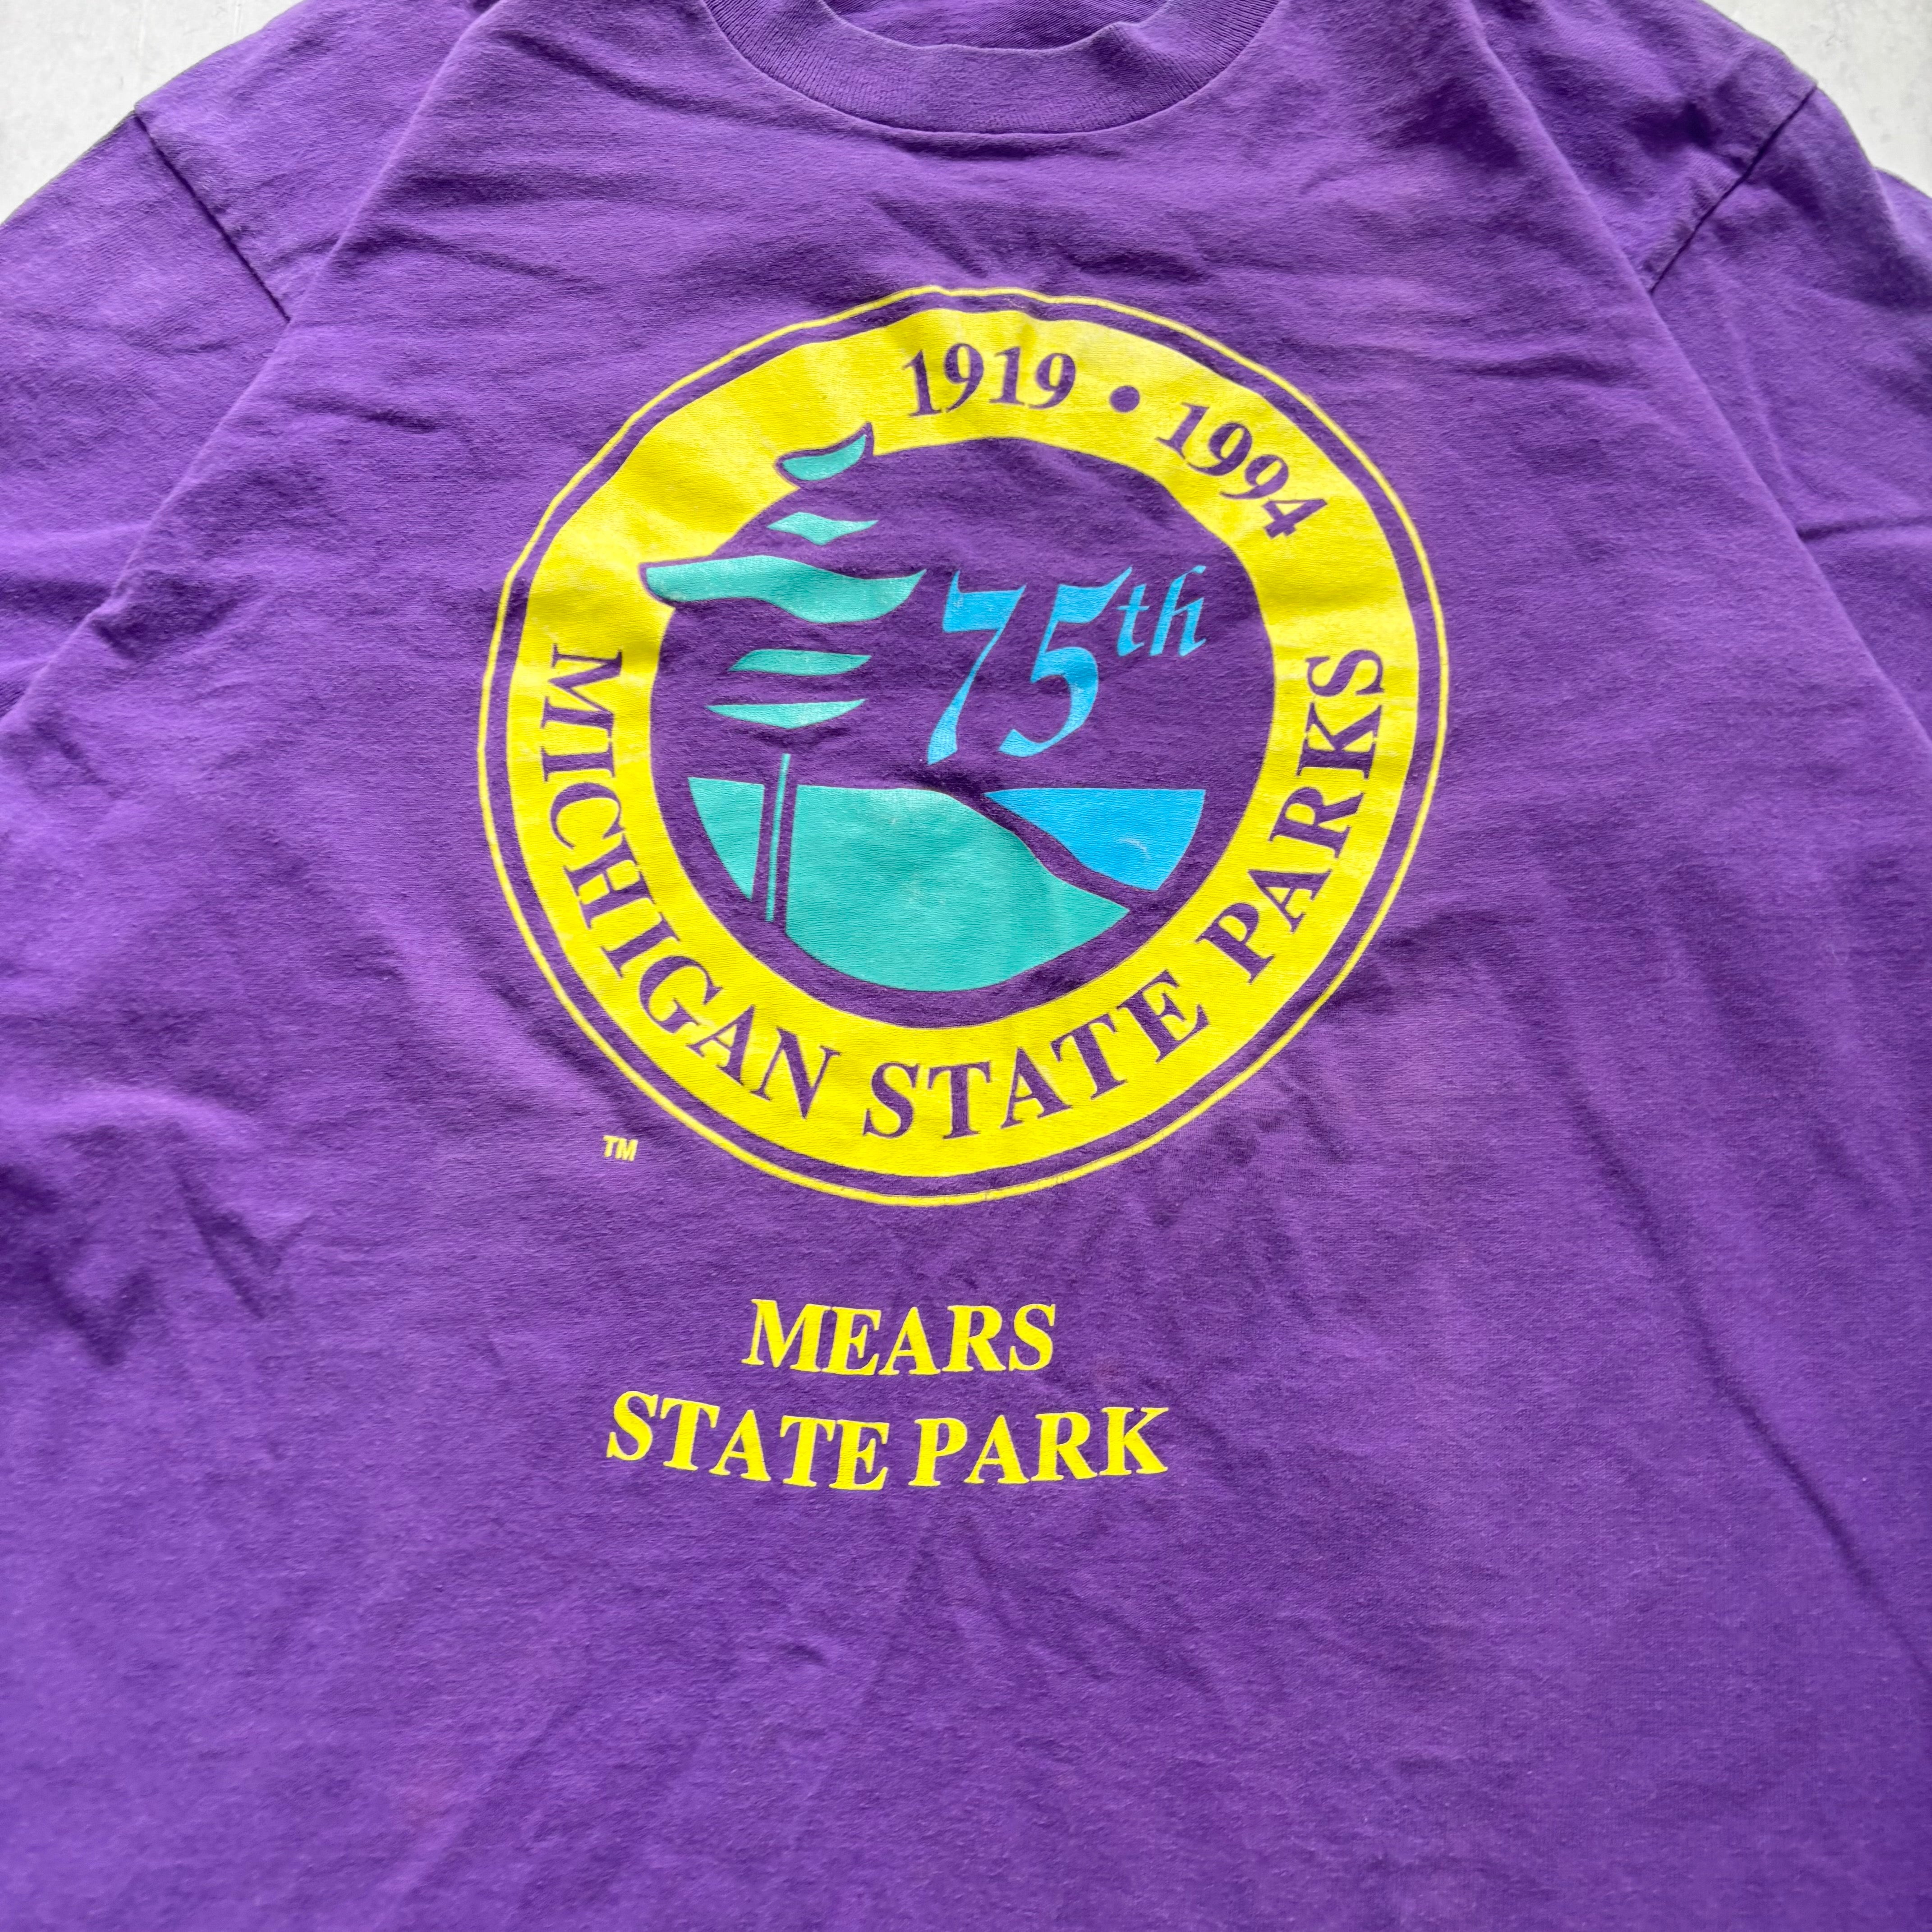 1919 • 1994
75th
MICHIGAN STATE PARKS
TM
MEARS
STATE PARK